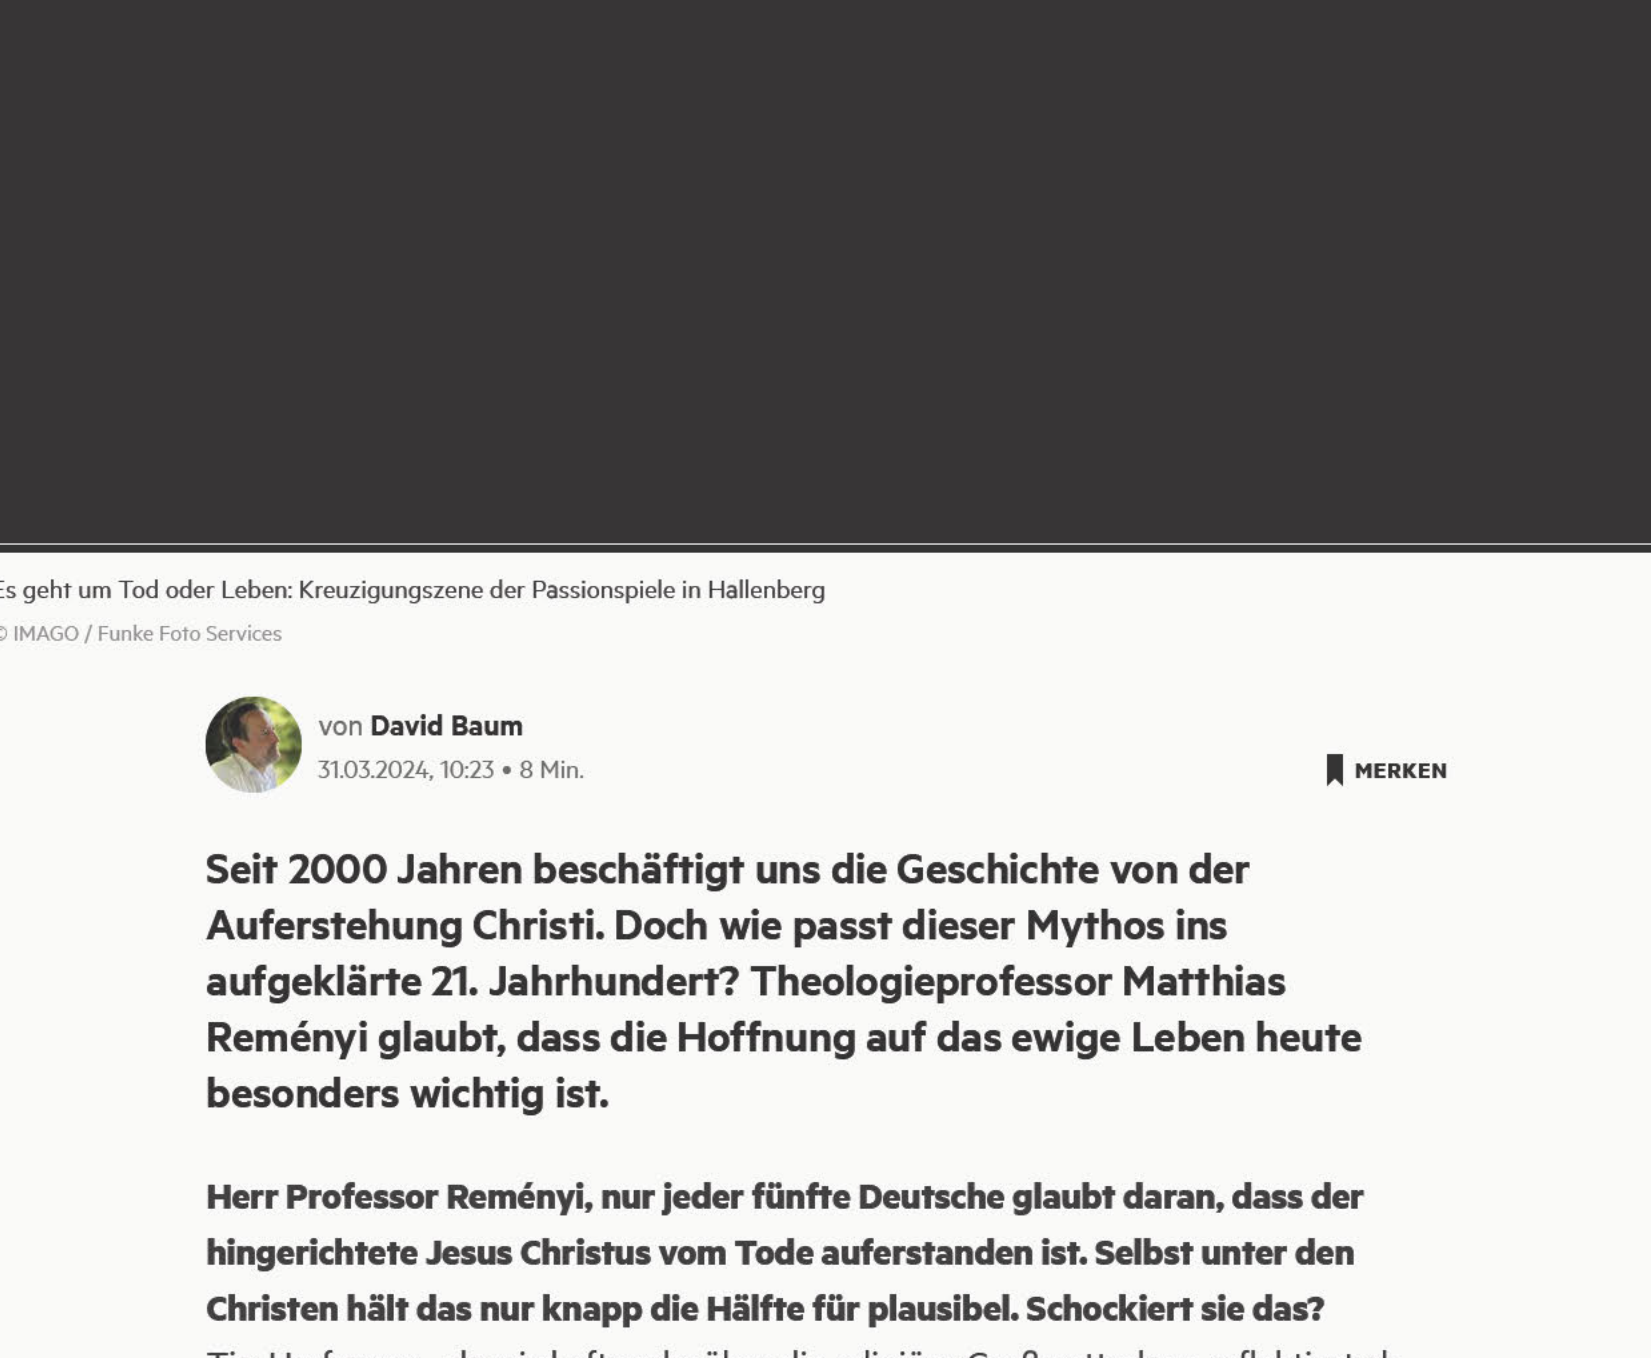 Es geht um Tod oder Leben: Kreuzigungszene der Passionspiele in Hallenberg
© IMAGO / Funke Foto Services
von David Baum
31.03.2024, 10:23 • 8 Min.
MERKEN
Seit 2000 Jahren beschäftigt uns die Geschichte von der
Auferstehung Christi. Doch wie passt dieser Mythos ins
aufgeklärte 21. Jahrhundert? Theologieprofessor Matthias
Reményi glaubt, dass die Hoffnung auf das ewige Leben heute
besonders wichtig ist.
Herr Professor Reményi, nur jeder fünfte Deutsche glaubt daran, dass der
hingerichtete Jesus Christus vom Tode auferstanden ist. Selbst unter den
Christen hält das nur knapp die Hälfte für plausibel. Schockiert sie das?